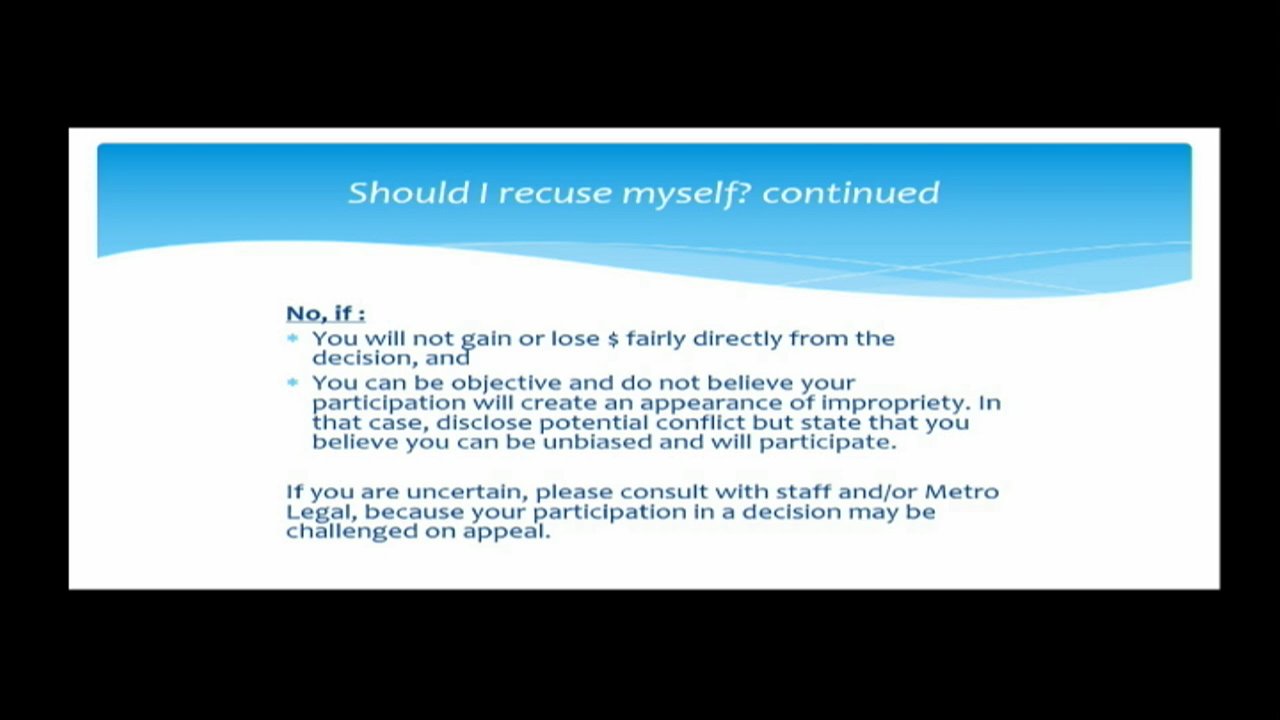 Should I recuse myself? continued
No, if :
* You will not gain or lose $ fairly directly from the
decision, and
* You can be objective and do not believe your
participation will create an appearance of impropriety. In
that case, disclose potential conflict but state that you
believe you can be unbiased and will participate.
If you are uncertain, please consult with staff and/or Metro
Legal, because your participation in a decision may be
challenged on appeal.